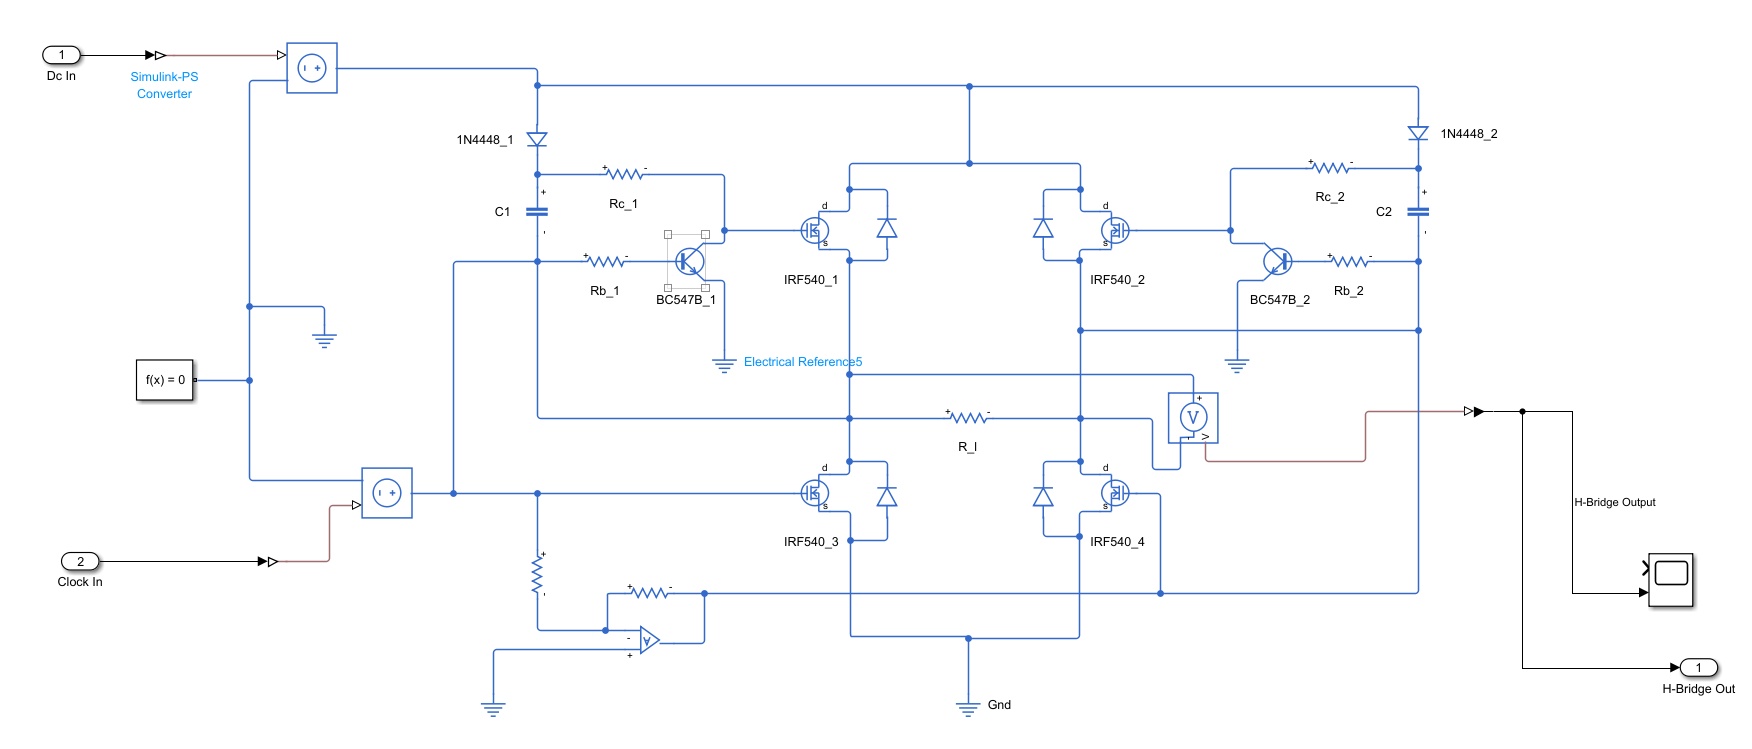 1
Dc In
Simulink-PS
Converter
1N4448_1
1N4448_2
+
-
Rc_1
C1
+
-
+
-
Rb_1
BC547B_1
d
s
IRF540_1
d
s
IRF540_2
+
-
Rc_2
C2
+
-
+
-
Rb_2
BC547B_2
Electrical Reference5
f(x) = 0
+
-
R_l
+
V
-
V
d
s
IRF540_3
d
s
IRF540_4
2
Clock In
+
-
+
-
-
+
A
Gnd
H-Bridge Output
1
H-Bridge Out